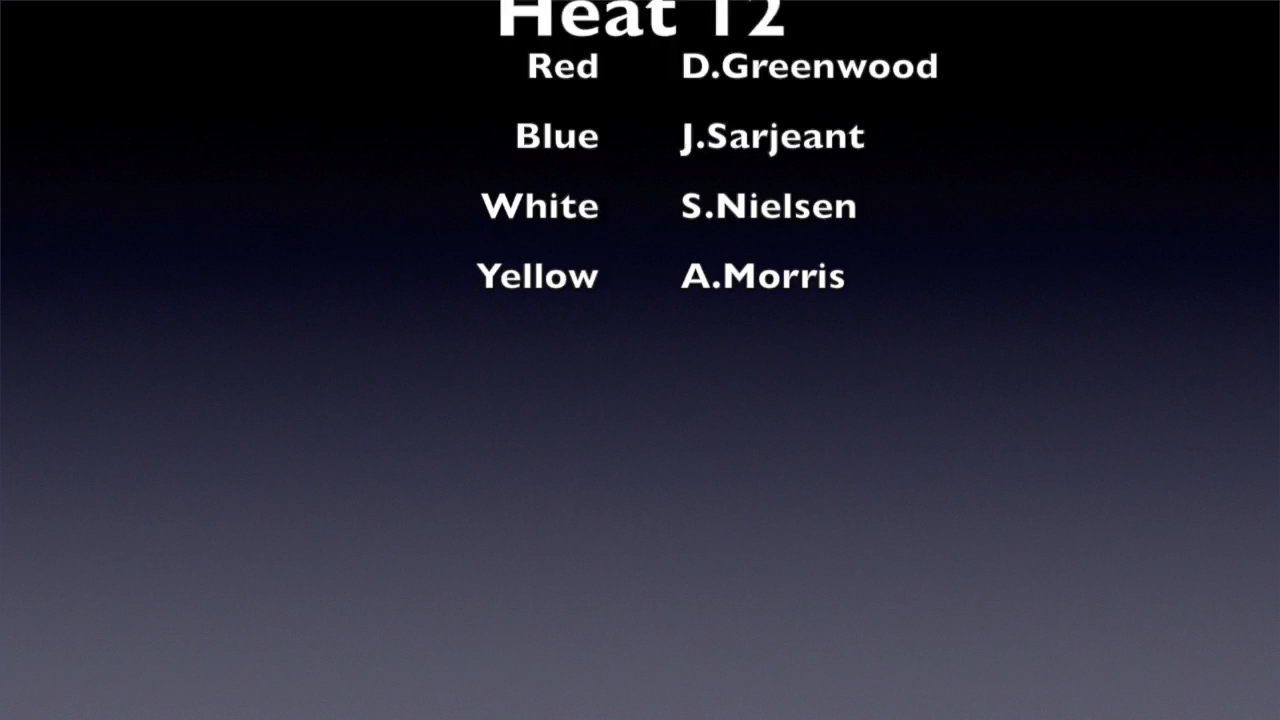 Heat 12
Red D.Greenwood
Blue J.Sarjeant
White S.Nielsen
Yellow A.Morris